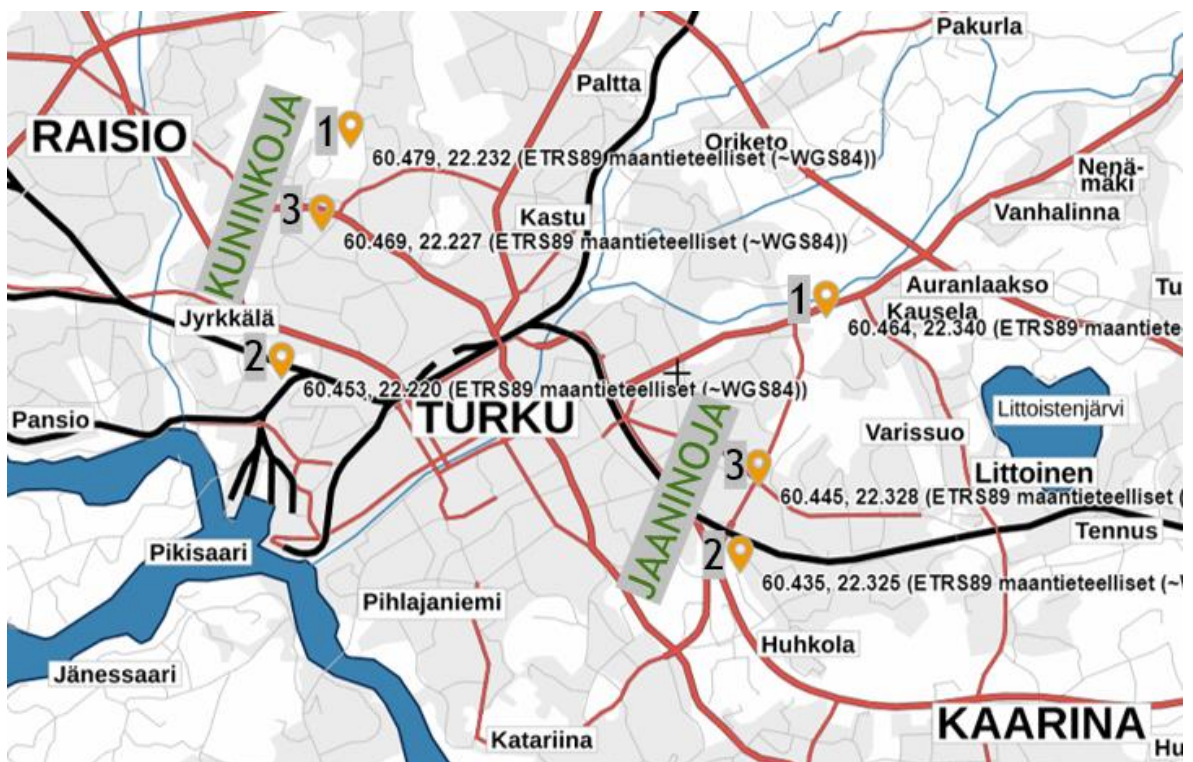 Pakurla
Paltta
RAISIO
KUNINKOJA
1
60.479, 22.232 (ETRS89 maantieteelliset (~WGS84))
Oriketo
Nenä-
mäki
3
Kastu
Vanhalinna
60.469, 22.227 (ETRS89 maantieteelliset (~WGS84))
1
Auranlaakso
Tu
Kausela
Jyrkkälä
60.464, 22.340 (ETRS89 maantiete
2
60.453, 22.220 (ETRS89 maantieteelliset (~WGS84))
Pansio
TURKU
JAANINOJA
Littoistenjärvi
Varissuo
3
Littoinen
60.445, 22.328 (ETRS89 maantieteelliset (
Tennus
Pikisaari
2
60.435, 22.325 (ETRS89 maantieteelliset (~W
Pihlajaniemi
Huhkola
Jänessaari
KAARINA
Katariina
Hu